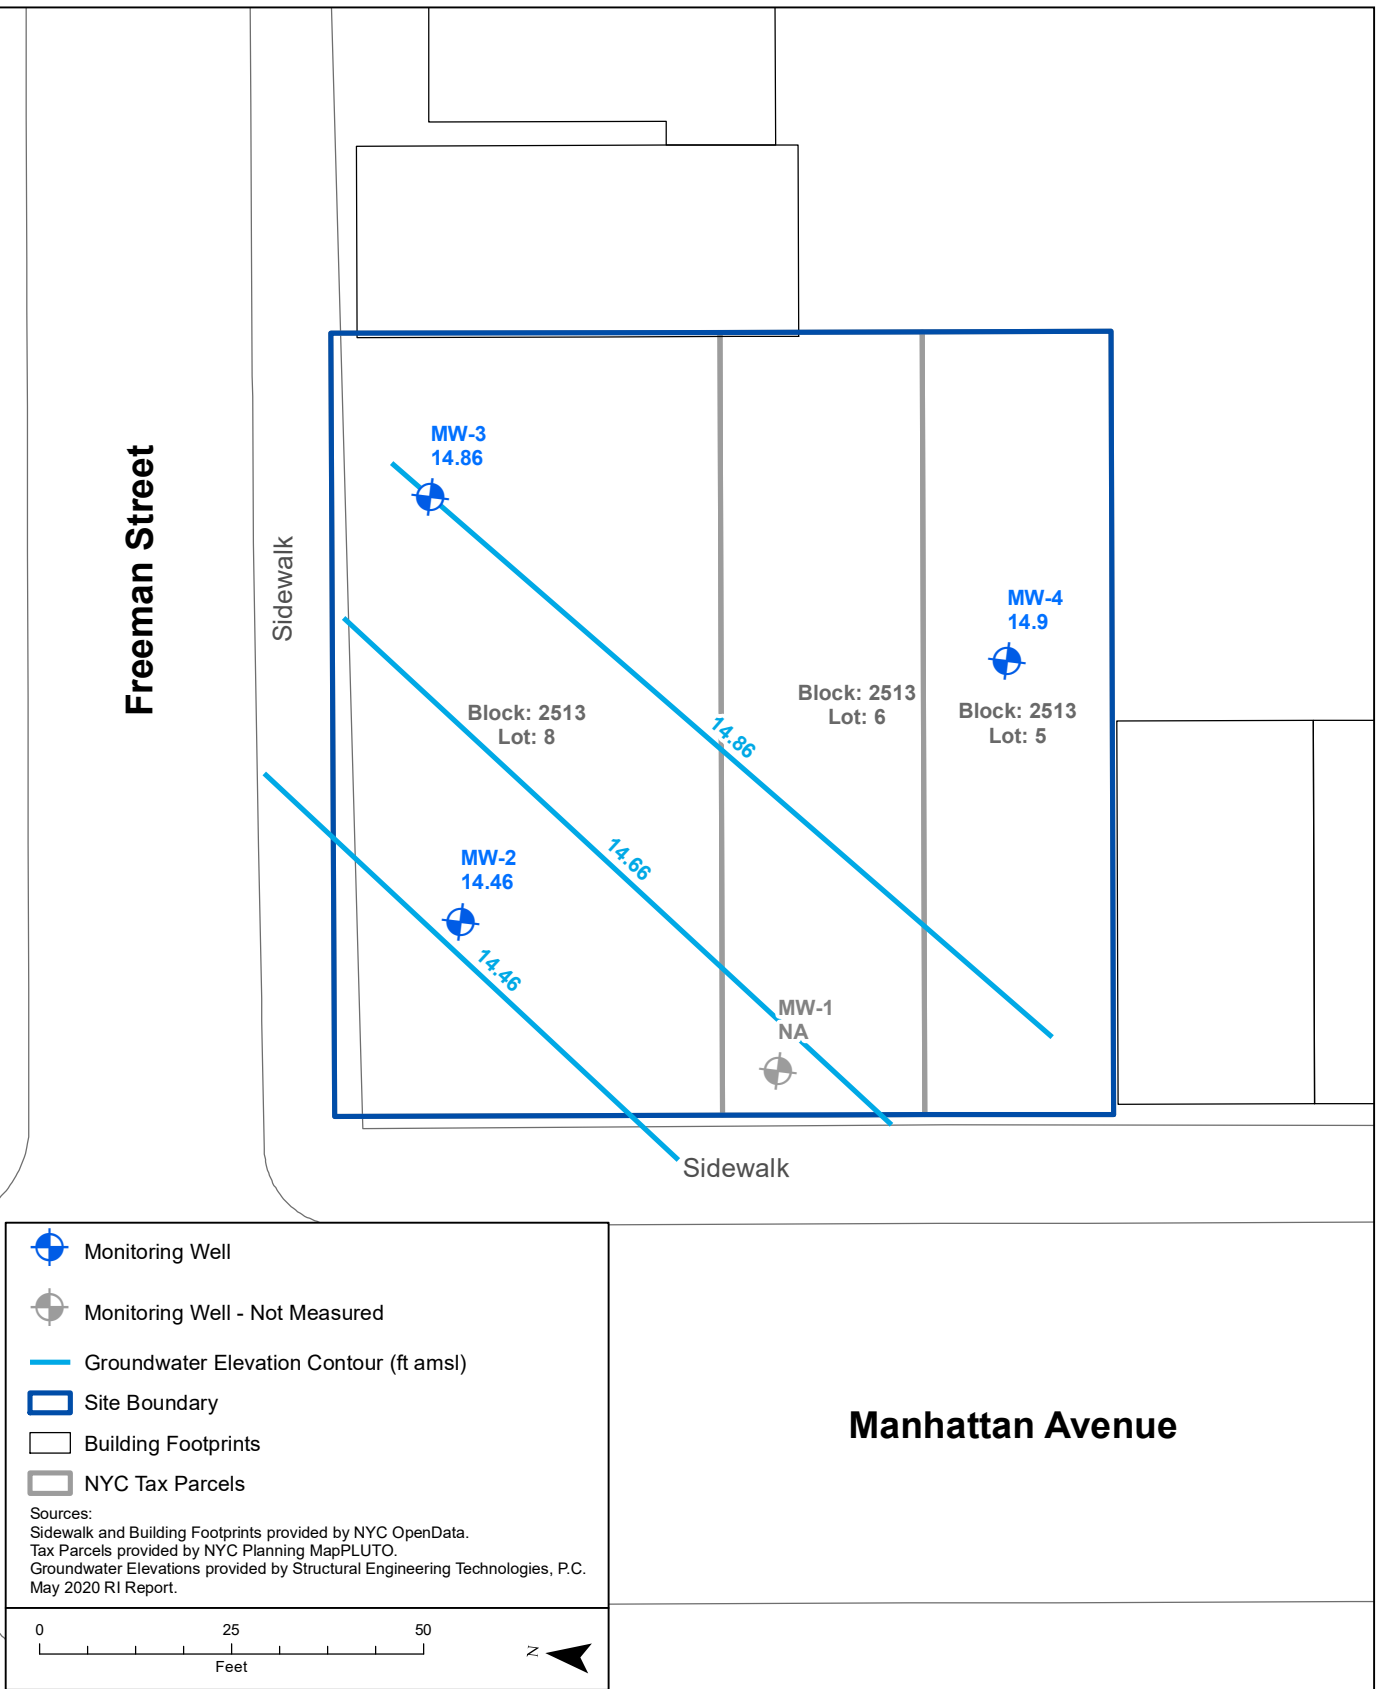 MW-3
14.86
Freeman Street
Sidewalk
MW-4
14.9
Block: 2513
Lot: 6
Block: 2513
Lot: 5
Block: 2513
Lot: 8
14.86
14.66
MW-2
14.46
14.46
MW-1
NA
Sidewalk
Monitoring Well
Monitoring Well - Not Measured
Groundwater Elevation Contour (ft amsl)
Site Boundary
Building Footprints
NYC Tax Parcels
Sources:
Sidewalk and Building Footprints provided by NYC OpenData.
Tax Parcels provided by NYC Planning MapPLUTO.
Groundwater Elevations provided by Structural Engineering Technologies, P.C.
May 2020 RI Report.
Manhattan Avenue
0 25 50
Feet
N